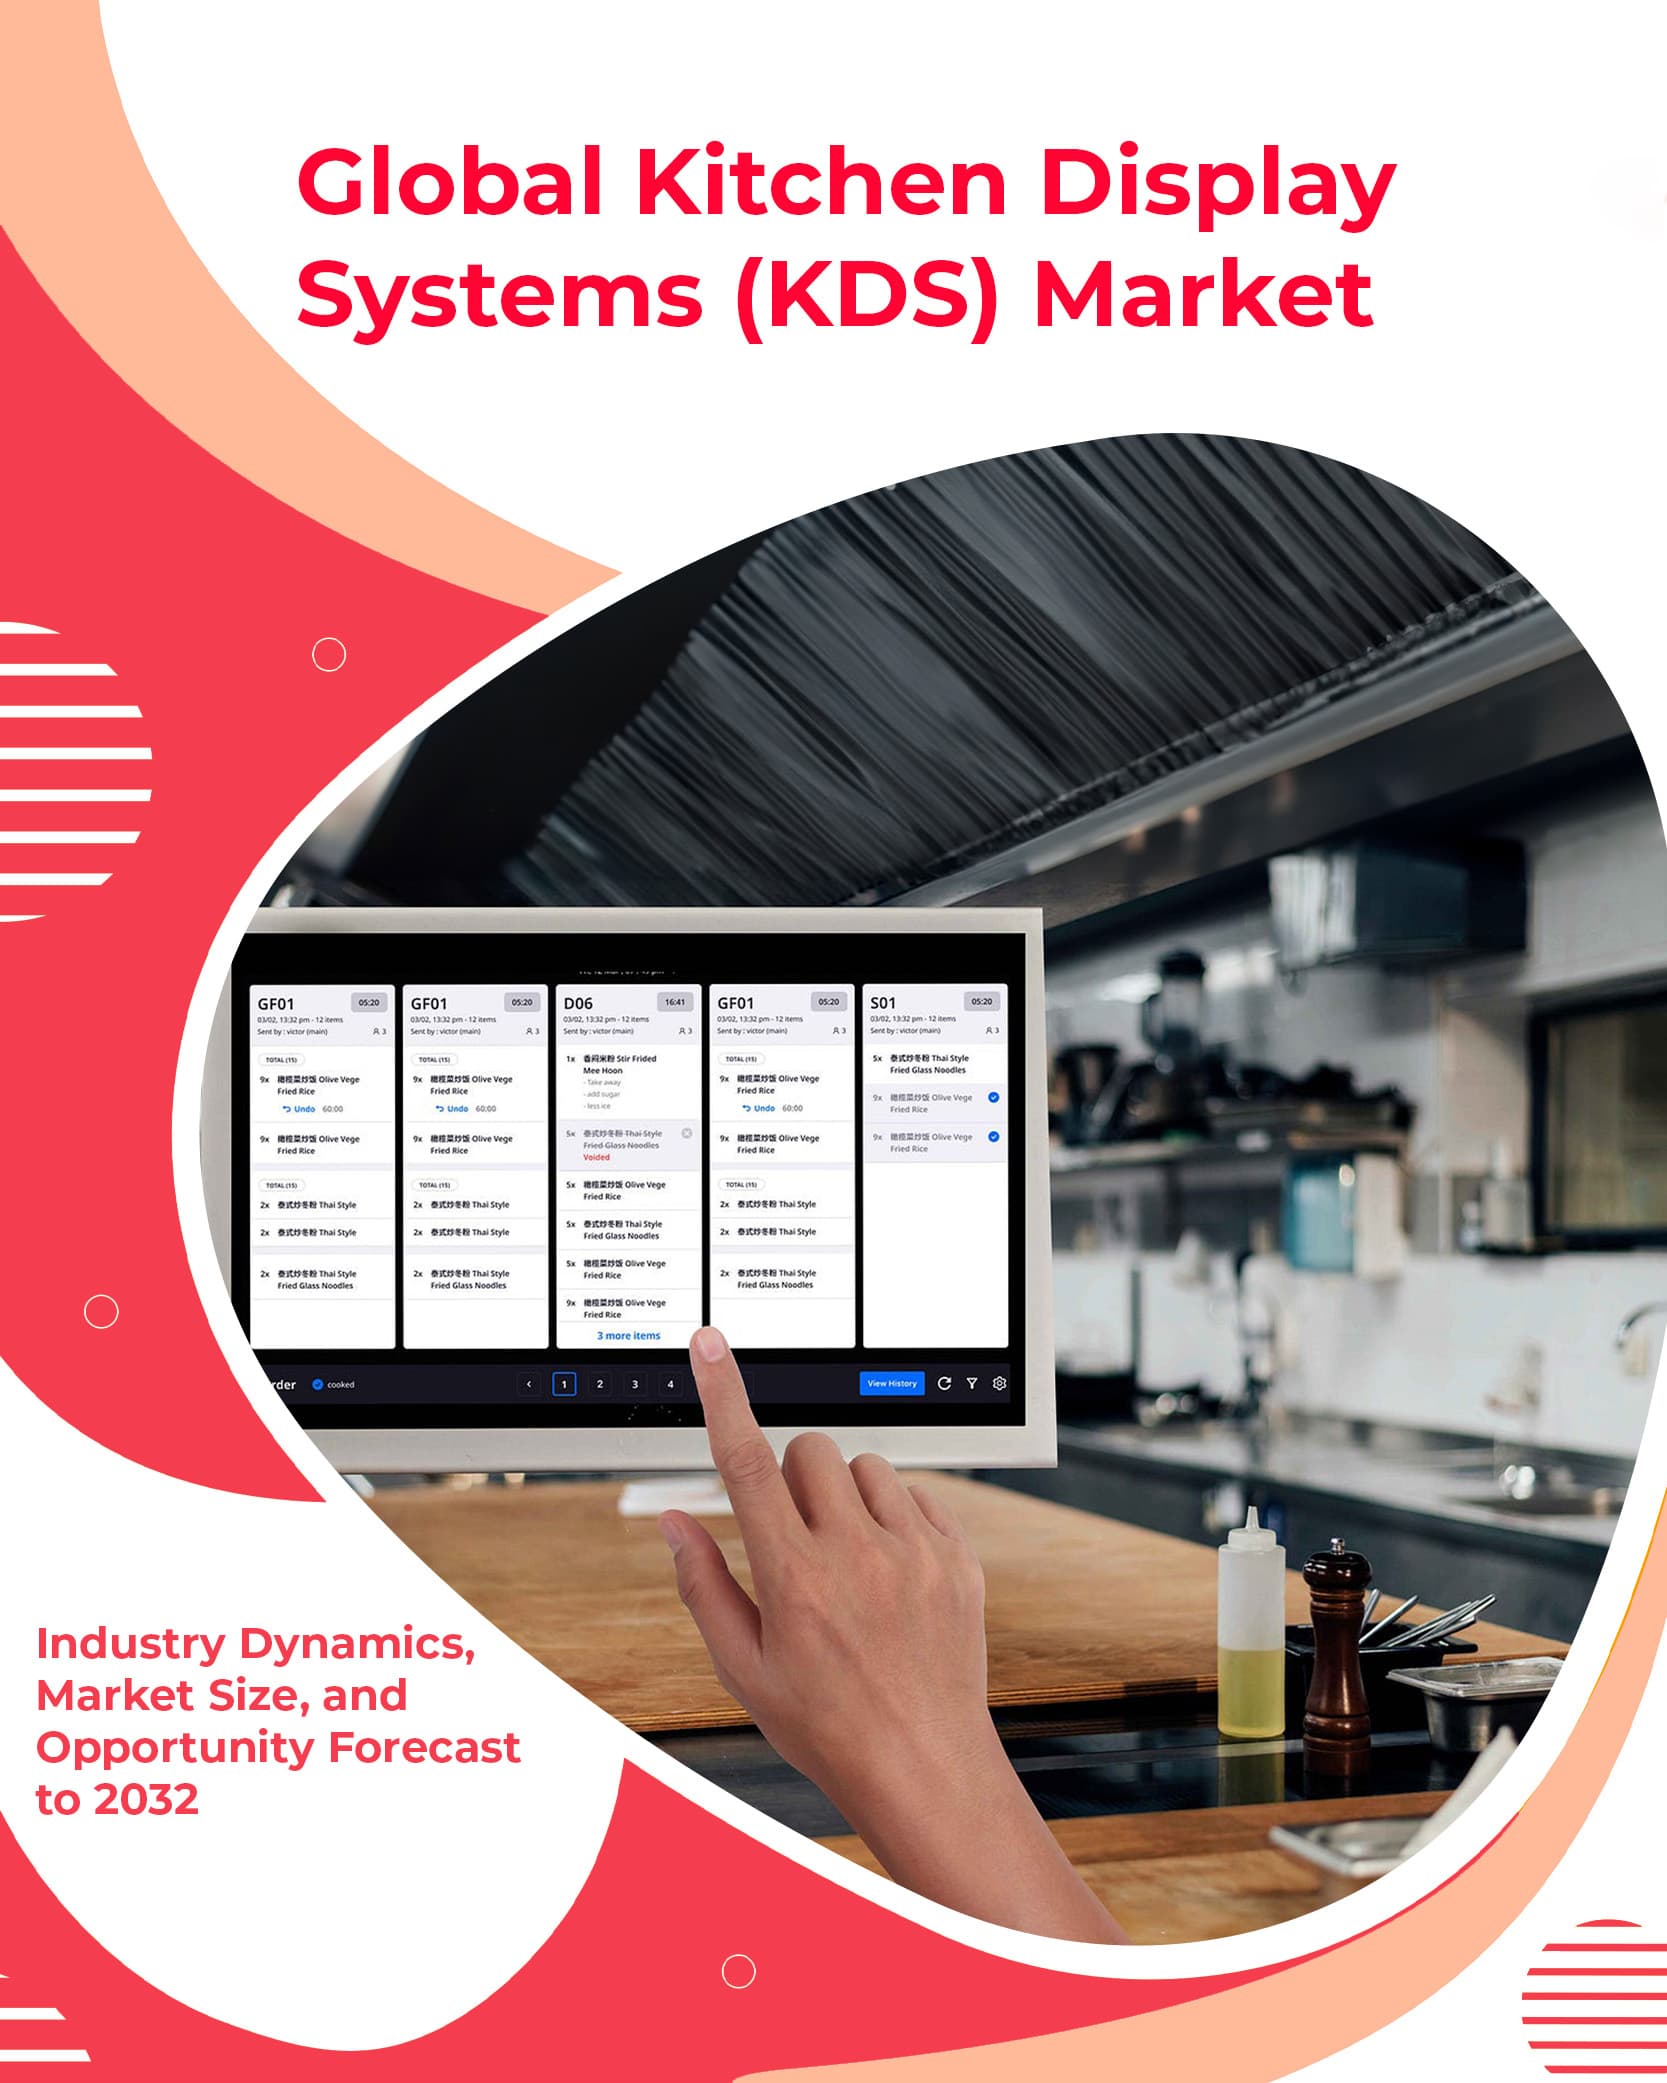 Global Kitchen Display
Systems (KDS) Market
GF01 05:20
03/02, 13:32 pm - 12 items
Sent by : victor (main) 3
TOTAL (15)
9x 橄榄菜炒饭 Olive Vege
Fried Rice
Undo 60:00
9x 橄榄菜炒饭 Olive Vege
Fried Rice
TOTAL (15)
2x 泰式炒冬粉 Thai Style
2x 泰式炒冬粉 Thai Style
2x 泰式炒冬粉 Thai Style
Fried Glass Noodles
GF01 05:20
03/02, 13:32 pm - 12 items
Sent by : victor (main) 3
TOTAL (15)
9x 橄榄菜炒饭 Olive Vege
Fried Rice
Undo 60:00
9x 橄榄菜炒饭 Olive Vege
Fried Rice
TOTAL (15)
2x 泰式炒冬粉 Thai Style
2x 泰式炒冬粉 Thai Style
2x 泰式炒冬粉 Thai Style
Fried Glass Noodles
D06 16:41
03/02, 13:32 pm - 12 items
Sent by : victor (main) 3
1x 香焖米粉 Stir Frided
Mee Hoon
- Take away
- add sugar
- less ice
5x 泰式炒冬粉 Thai Style
Fried Glass Noodles
Voided
5x 橄榄菜炒饭 Olive Vege
Fried Rice
5x 泰式炒冬粉 Thai Style
Fried Glass Noodles
5x 橄榄菜炒饭 Olive Vege
Fried Rice
9x 橄榄菜炒饭 Olive Vege
Fried Rice
3 more items
GF01 05:20
03/02, 13:32 pm - 12 items
Sent by : victor (main) 3
TOTAL (15)
9x 橄榄菜炒饭 Olive Vege
Fried Rice
Undo 60:00
9x 橄榄菜炒饭 Olive Vege
Fried Rice
TOTAL (15)
2x 泰式炒冬粉 Thai Style
2x 泰式炒冬粉 Thai Style
2x 泰式炒冬粉 Thai Style
Fried Glass Noodles
S01 05:20
03/02, 13:32 pm - 12 items
Sent by : victor (main) 3
5x 泰式炒冬粉 Thai Style
Fried Glass Noodles
9x 橄榄菜炒饭 Olive Vege
Fried Rice
9x 橄榄菜炒饭 Olive Vege
Fried Rice
rder cooked < 1 2 3 4 View History
Industry Dynamics,
Market Size, and
Opportunity Forecast
to 2032